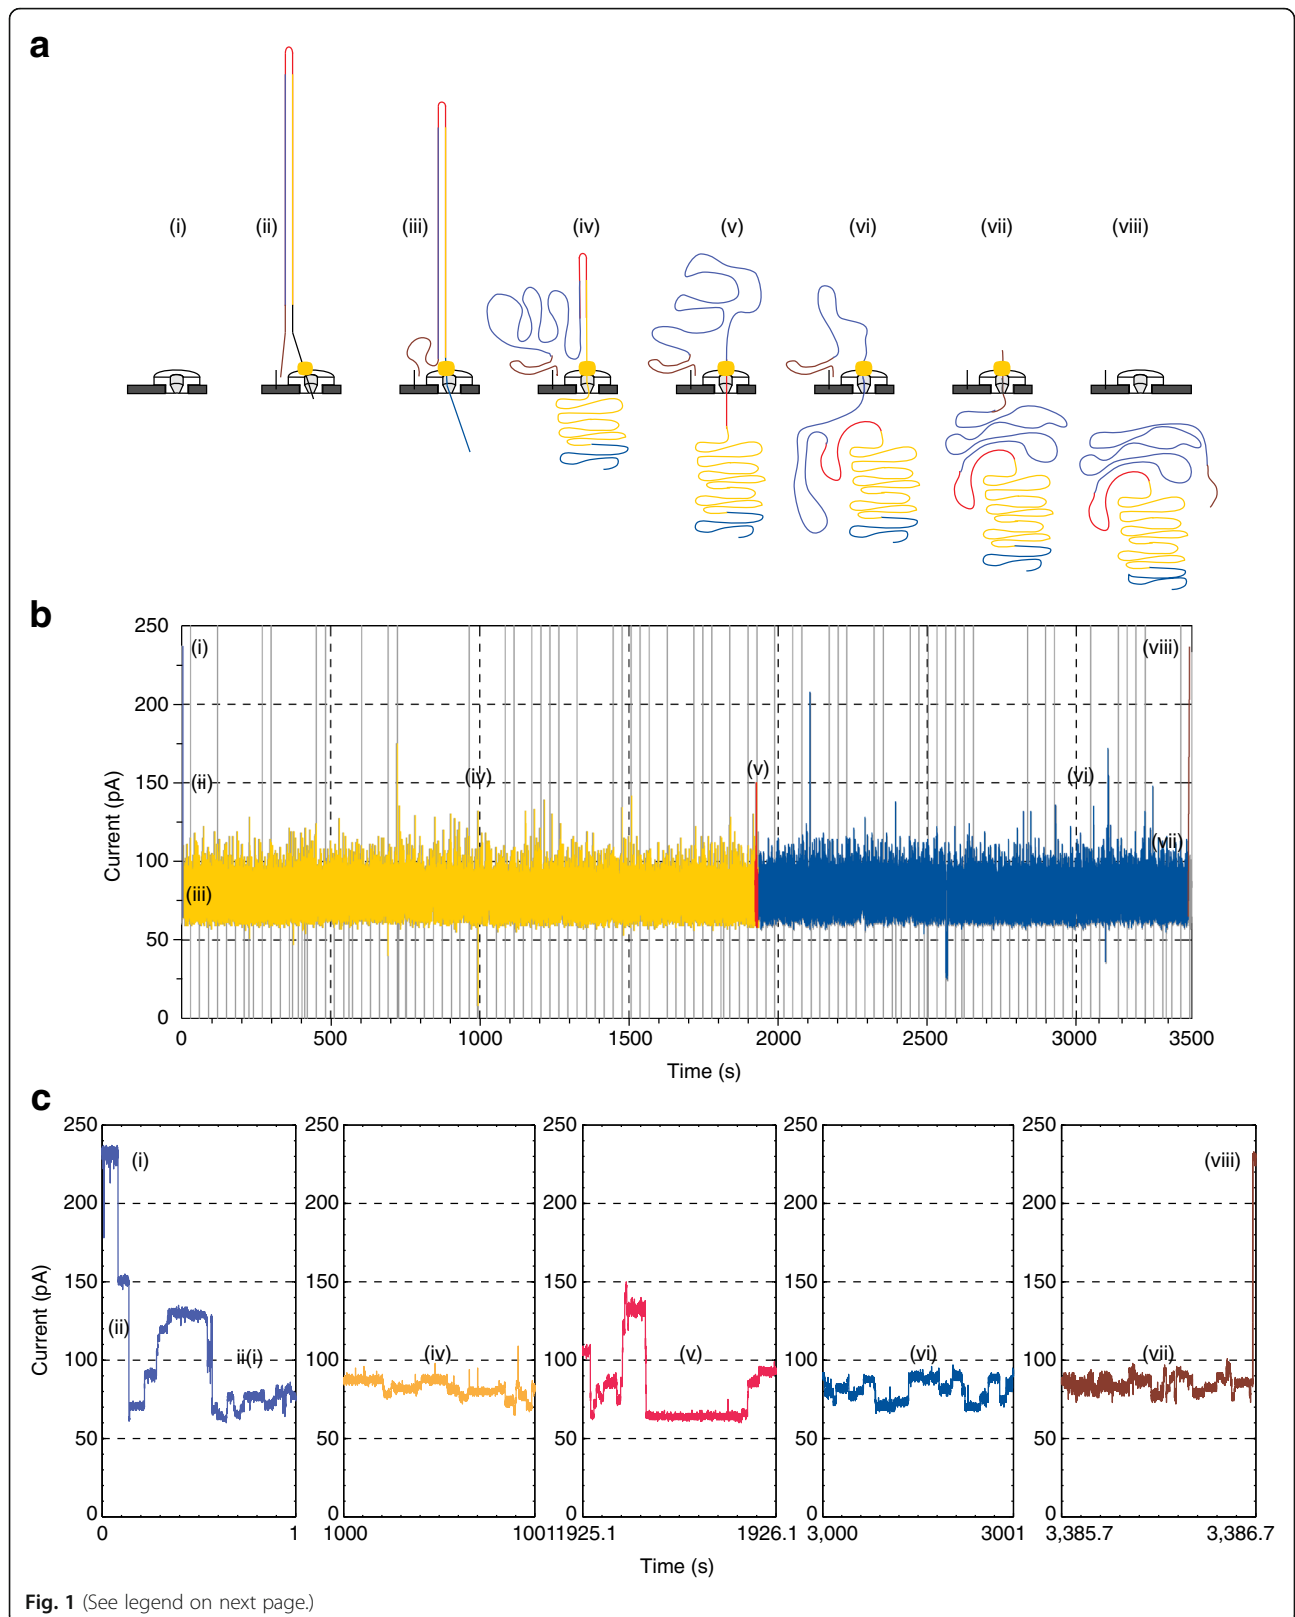 a
(i) (ii) (iii) (iv) (v) (vi) (vii) (viii)
b
250
200
150
100
50
0
Current (pA)
(i)
(ii)
(iii)
(iv)
(v)
(vi)
(vii)
(viii)
0 500 1000 1500 2000 2500 3000 3500
Time (s)
c
Current (pA)
250
200
150
100
50
0
(i)
(ii)
ii(i)
0 1
250
200
150
100
50
0
(iv)
1000 1001
250
200
150
100
50
0
(v)
1925.1 1926.1
250
200
150
100
50
0
(vi)
3,000 3001
250
200
150
100
50
0
(vii)
(viii)
3,385.7 3,386.7
Time (s)
Fig. 1 (See legend on next page.)